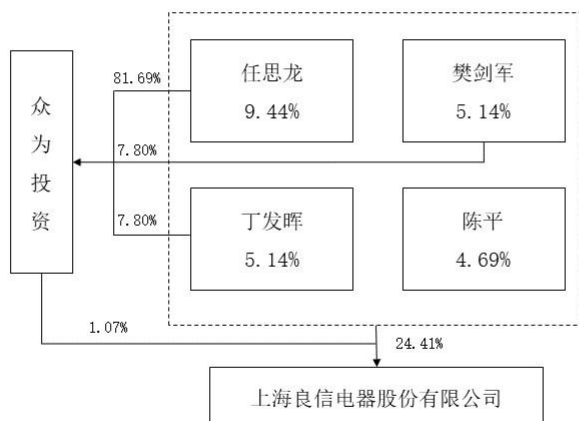 任思龙
9.44%
樊剑军
5.14%
81.69%
众为投资
7.80%
7.80%
丁发晖
5.14%
陈平
4.69%
1.07%
24.41%
上海良信电器股份有限公司